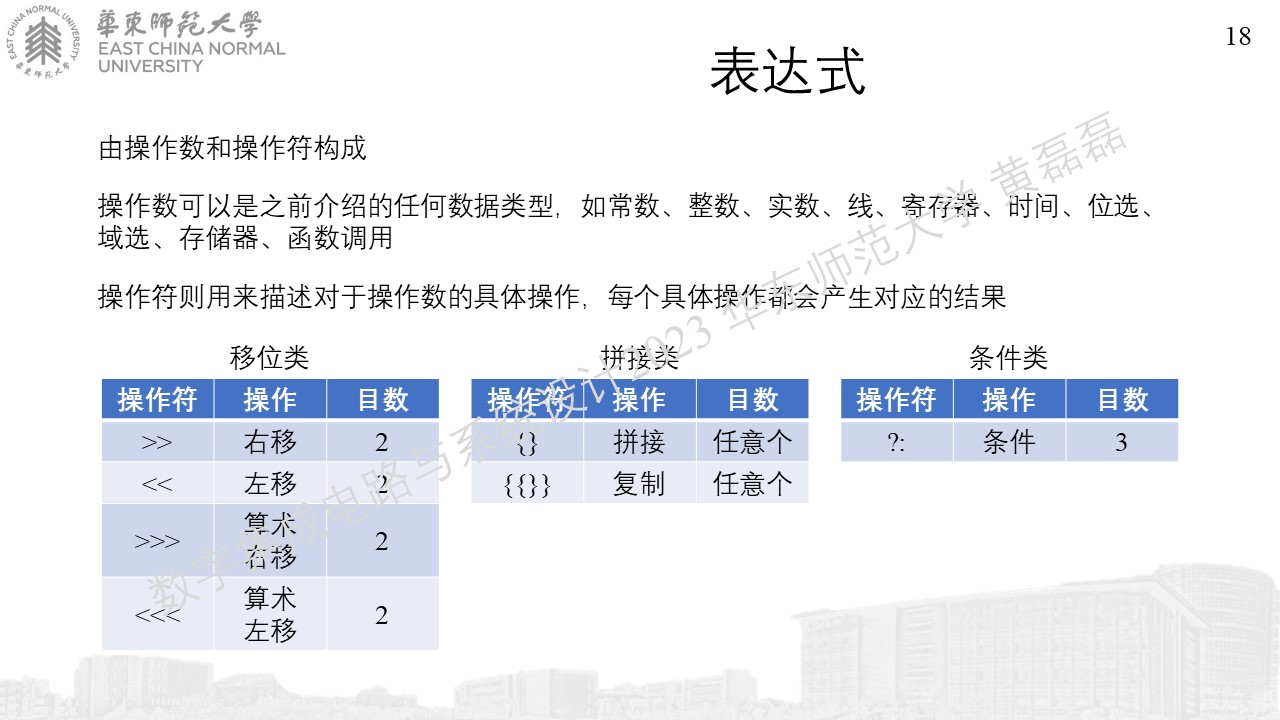 華東師範大學
EAST CHINA NORMAL
UNIVERSITY
EAST CHINA NORMAL UNIVERSITY
華東師范大學
18
表达式
由操作数和操作符构成
操作数可以是之前介绍的任何数据类型，如常数、整数、实数、线、寄存器、时间、位选、
域选、存储器、函数调用
操作符则用来描述对于操作数的具体操作，每个具体操作都会产生对应的结果
移位类
操作符 操作 目数
>> 右移 2
<< 左移 2
>>> 算术
右移 2
<<< 算术
左移 2
拼接类
操作符 操作 目数
{} 拼接 任意个
{{}} 复制 任意个
条件类
操作符 操作 目数
?: 条件 3
数字集成电路与系统设计2023 华东师范大学 黄磊磊